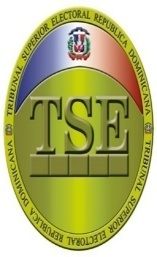 TRIBUNAL SUPERIOR ELECTORAL REPUBLICA DOMINICANA
TSE
TRIBUNAL SUPERIOR ELECTORAL REPUBLICA DOMINICANA